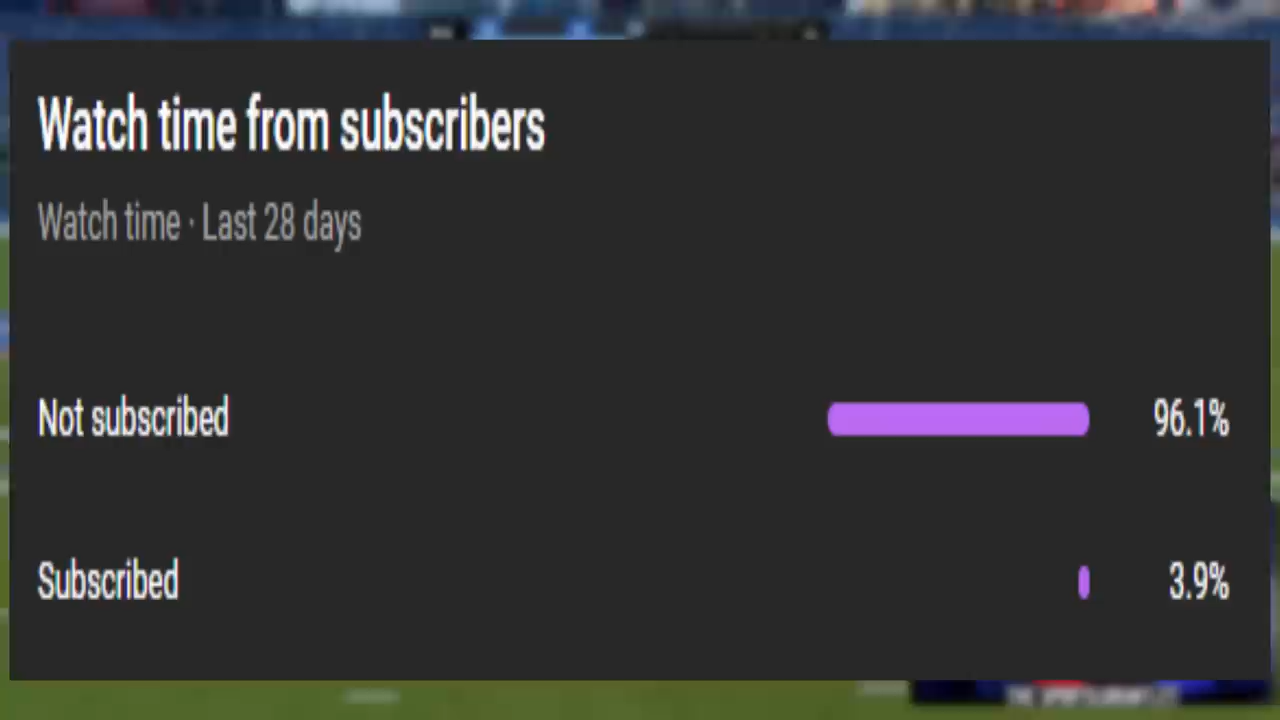 Watch time from subscribers
Watch time · Last 28 days
Not subscribed 96.1%
Subscribed 3.9%